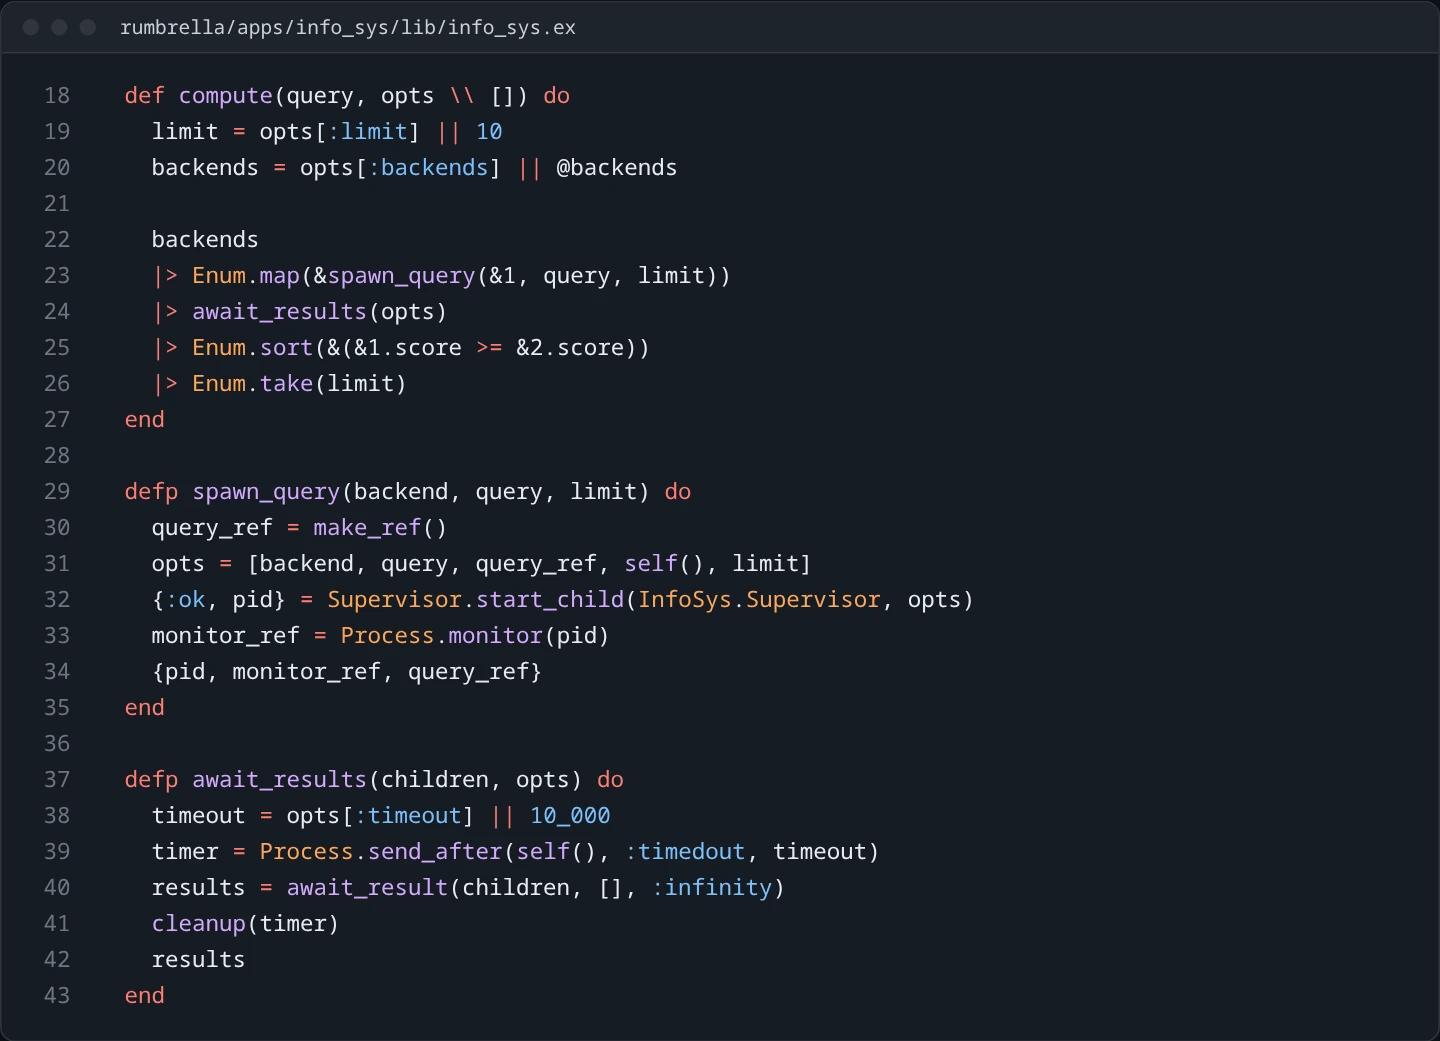 rumbrella/apps/info_sys/lib/info_sys.ex
18 def compute(query, opts \\ []) do
19 limit = opts[:limit] || 10
20 backends = opts[:backends] || @backends
21
22 backends
23 |> Enum.map(&spawn_query(&1, query, limit))
24 |> await_results(opts)
25 |> Enum.sort(&(&1.score >= &2.score))
26 |> Enum.take(limit)
27 end
28
29 defp spawn_query(backend, query, limit) do
30 query_ref = make_ref()
31 opts = [backend, query, query_ref, self(), limit]
32 {:ok, pid} = Supervisor.start_child(InfoSys.Supervisor, opts)
33 monitor_ref = Process.monitor(pid)
34 {pid, monitor_ref, query_ref}
35 end
36
37 defp await_results(children, opts) do
38 timeout = opts[:timeout] || 10_000
39 timer = Process.send_after(self(), :timedout, timeout)
40 results = await_result(children, [], :infinity)
41 cleanup(timer)
42 results
43 end